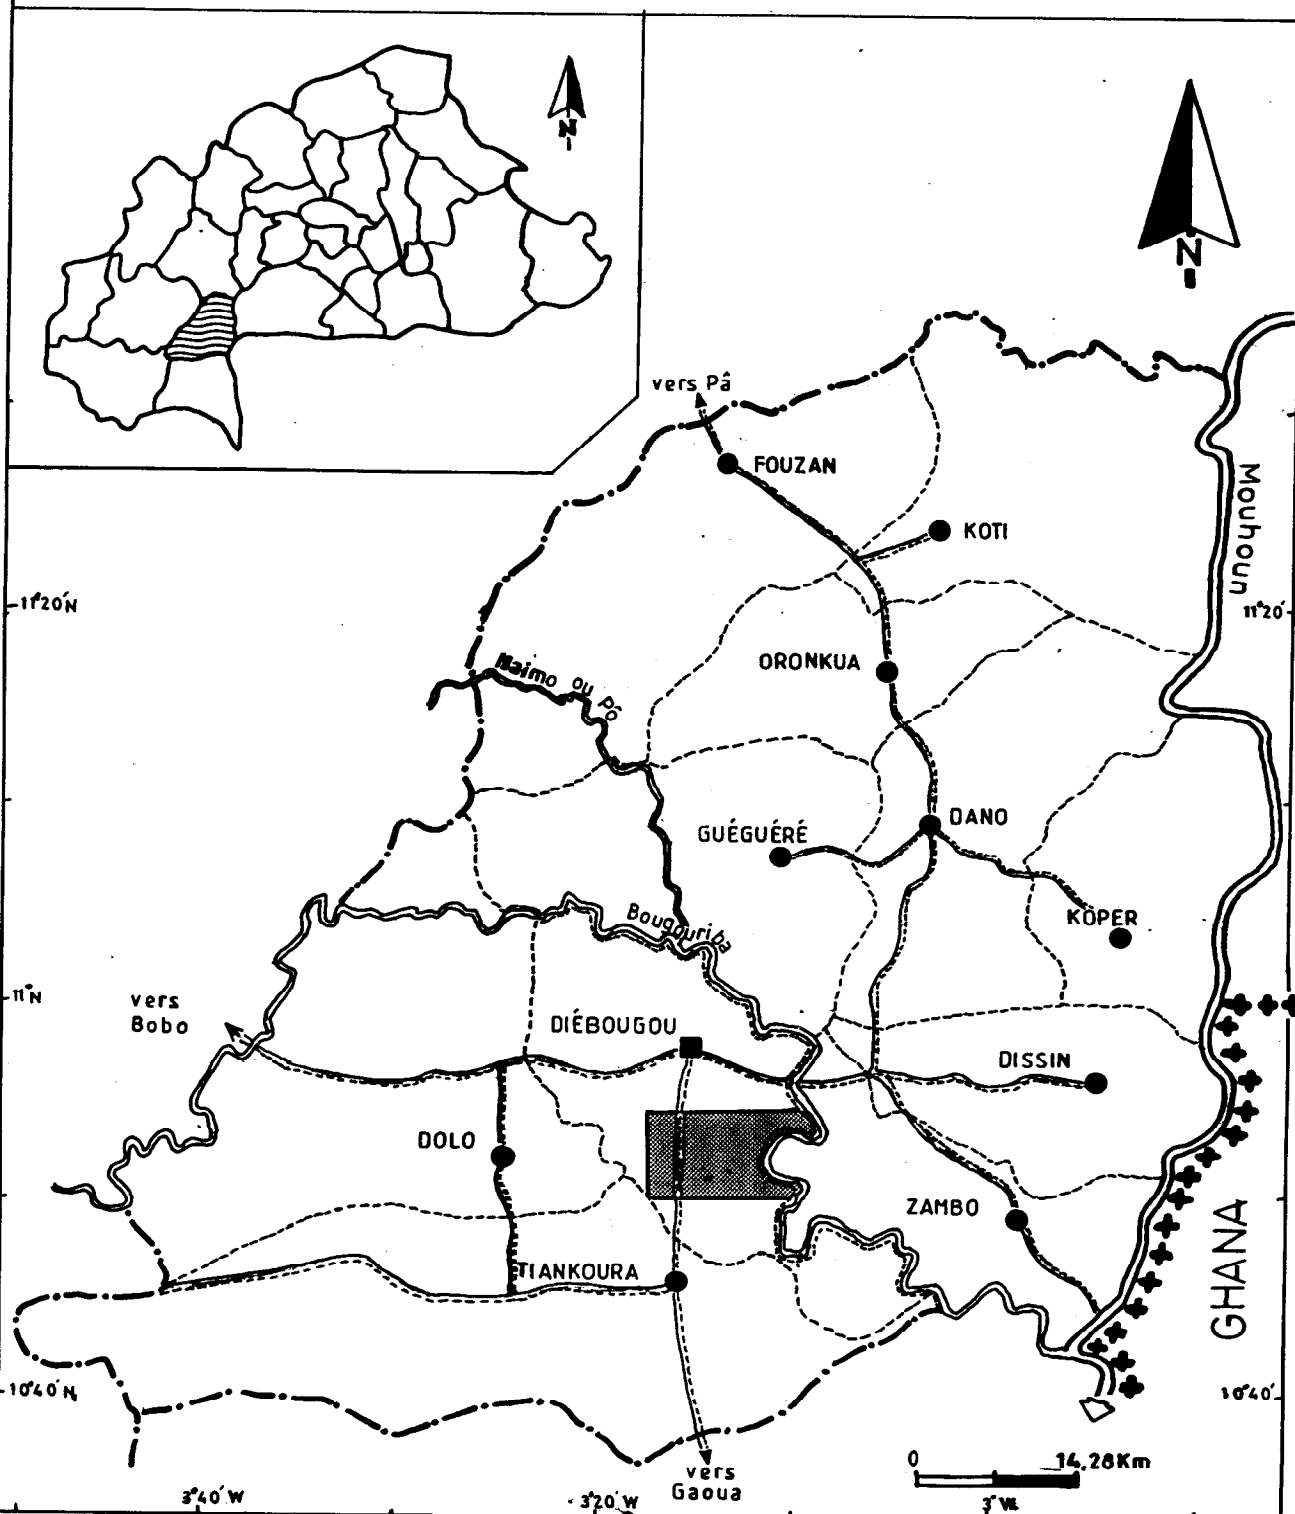 N
N
vers Pâ
FOUZAN
KOTI
Mouhoun
11°20'N
11°20'
ORONKUA
Naimo ou Pô
DANO
GUÉGUÉRÉ
KOPER
Bougouriba
11°N
vers
Bobo
DIÉBOUGOU
DISSIN
DOLO
ZAMBO
GHANA
TIANKOURA
10°40'N
10°40'
0 14,28Km
vers
Gaoua
3°40'W
3°20'W
3°W